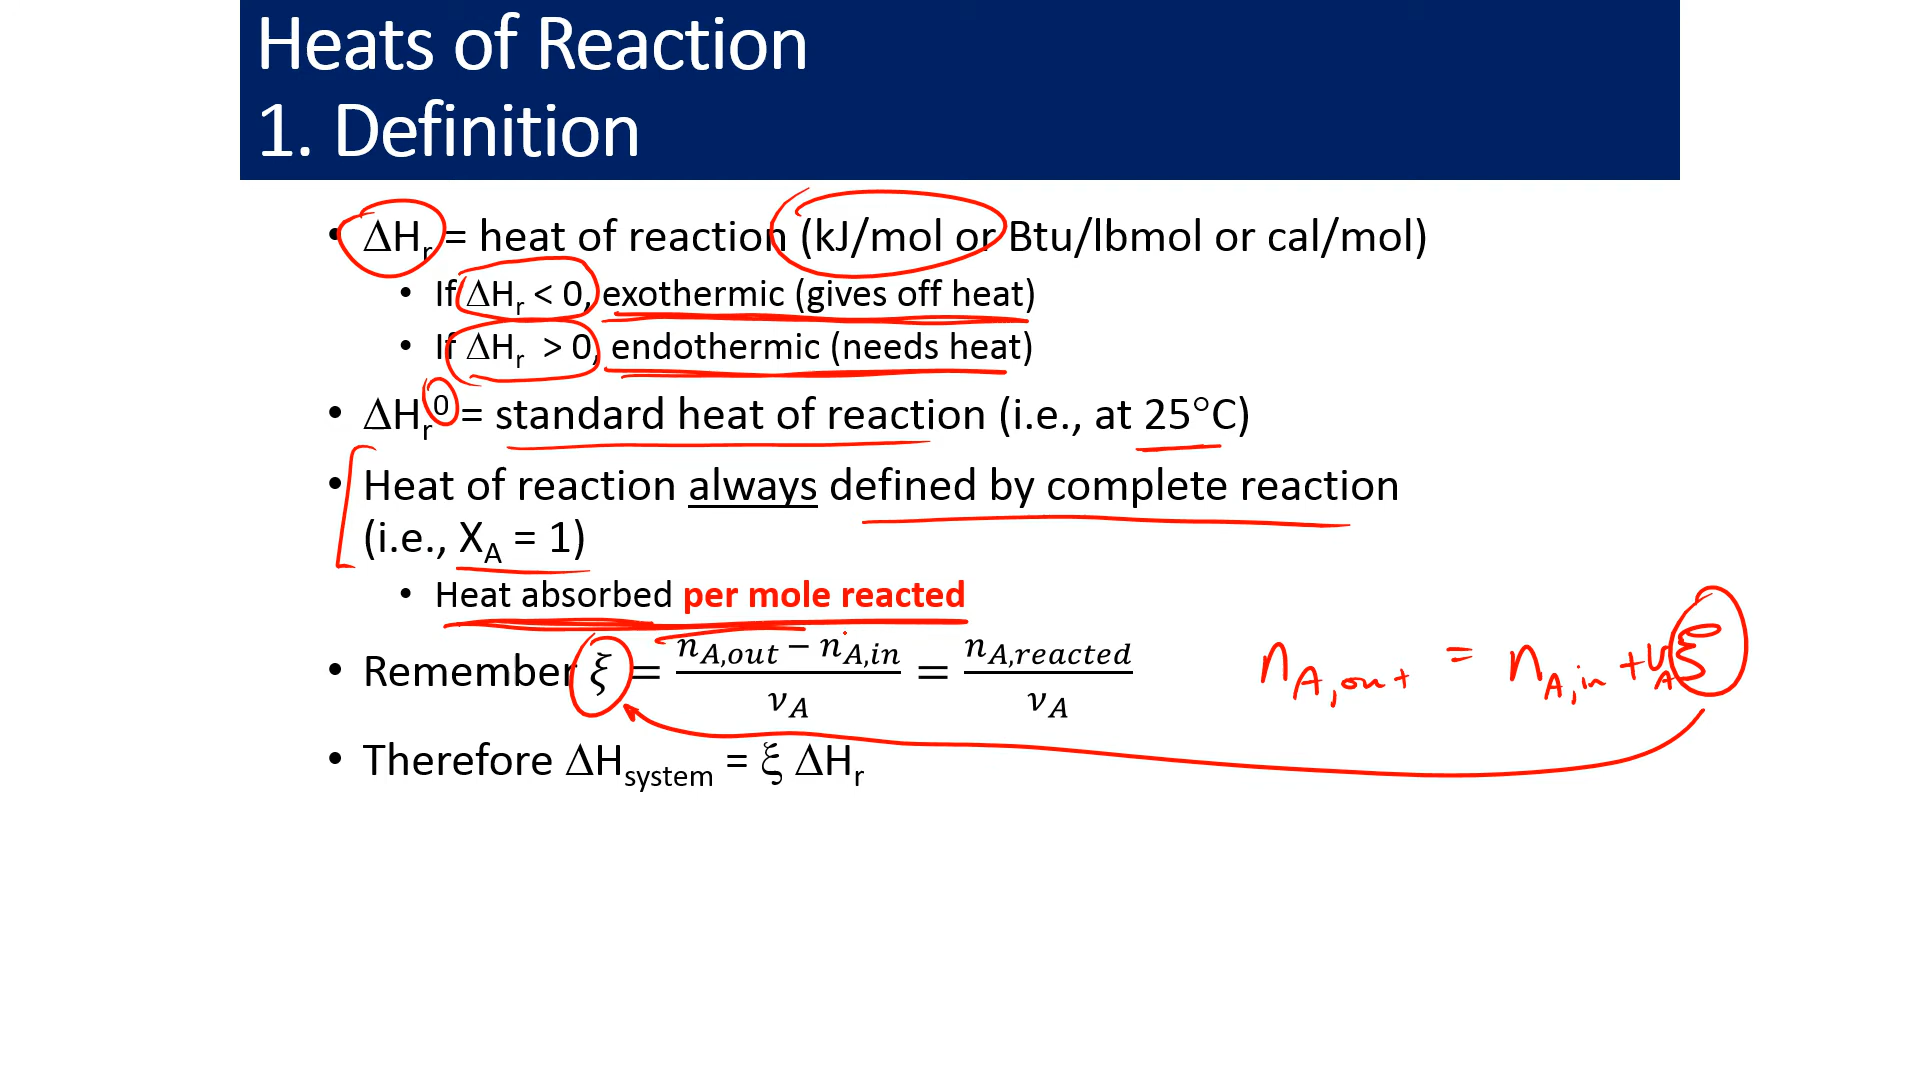 Heats of Reaction
1. Definition
• ΔHr = heat of reaction (kJ/mol or Btu/lbmol or cal/mol)
• If ΔHr < 0, exothermic (gives off heat)
• If ΔHr > 0, endothermic (needs heat)
• ΔHr⁰ = standard heat of reaction (i.e., at 25°C)
• Heat of reaction always defined by complete reaction
(i.e., XA = 1)
• Heat absorbed per mole reacted
• Remember ξ = (nA,out − nA,in)/νA = nA,reacted/νA
nA,out = nA,in + νA ξ
• Therefore ΔHsystem = ξ ΔHr